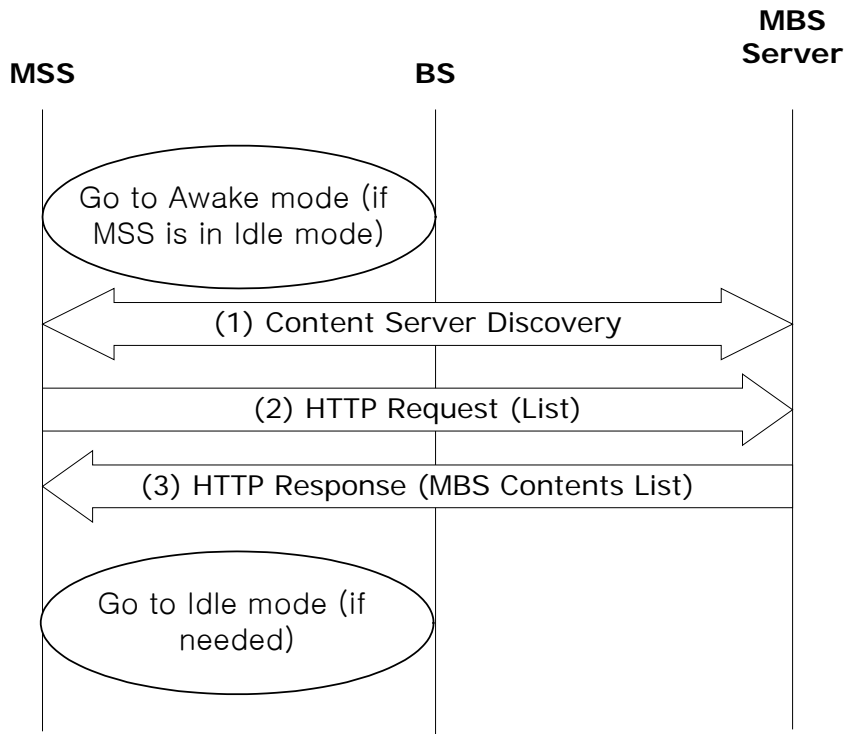 MBS
Server
MSS
BS
Go to Awake mode (if
MSS is in Idle mode)
(1) Content Server Discovery
(2) HTTP Request (List)
(3) HTTP Response (MBS Contents List)
Go to Idle mode (if
needed)